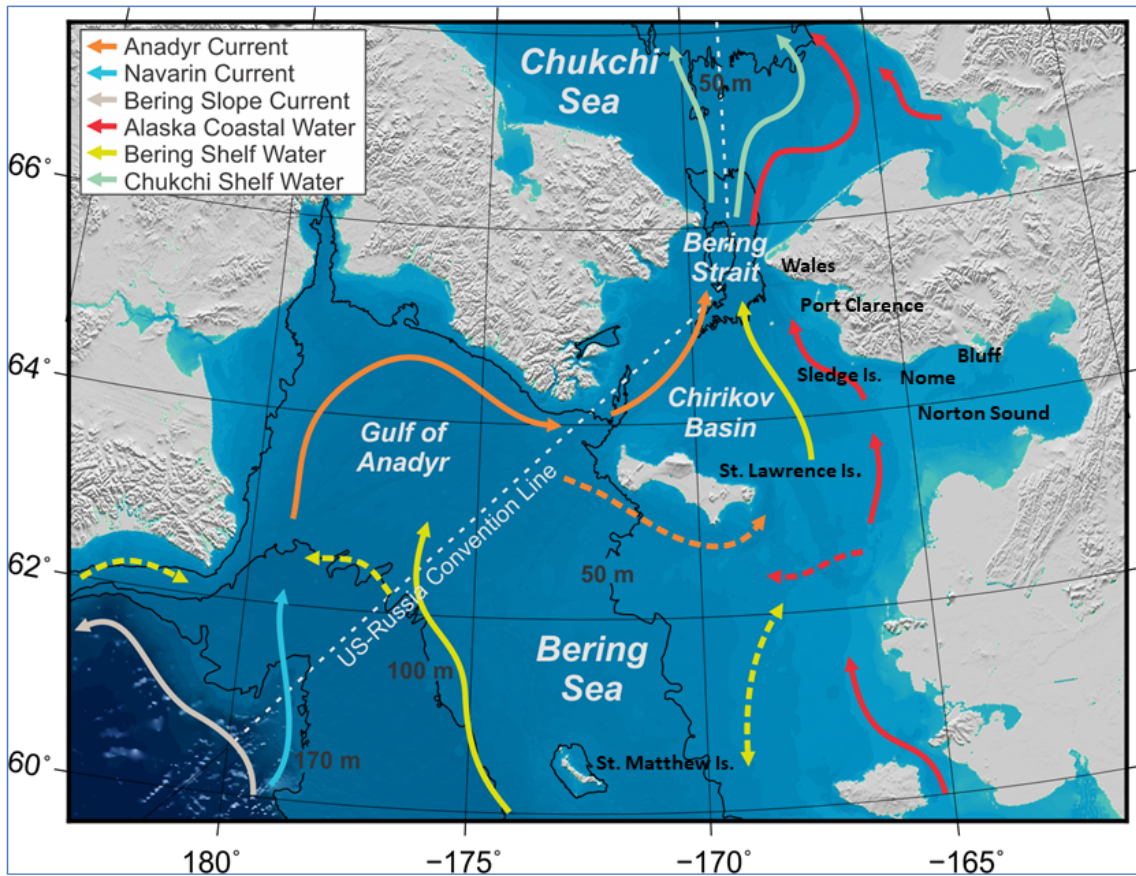 Anadyr Current
Navarin Current
Bering Slope Current
Alaska Coastal Water
Bering Shelf Water
Chukchi Shelf Water
Chukchi
Sea
50 m
66°
Bering
Strait
Wales
Port Clarence
64°
Bluff
Sledge Is.
Nome
Chirikov
Basin
Norton Sound
Gulf of
Anadyr
St. Lawrence Is.
US-Russia Convention Line
62°
50 m
Bering
Sea
100 m
60°
170 m
St. Matthew Is.
180°
−175°
−170°
−165°